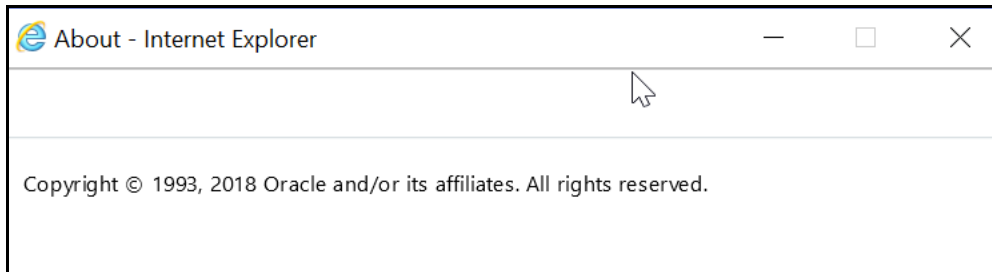 About - Internet Explorer
Copyright © 1993, 2018 Oracle and/or its affiliates. All rights reserved.